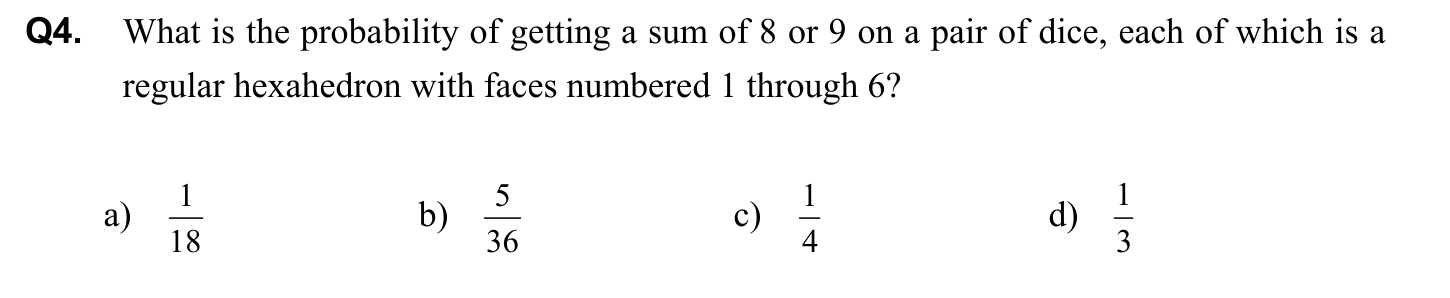 Q4. What is the probability of getting a sum of 8 or 9 on a pair of dice, each of which is a
regular hexahedron with faces numbered 1 through 6?
a) 1/18 b) 5/36 c) 1/4 d) 1/3